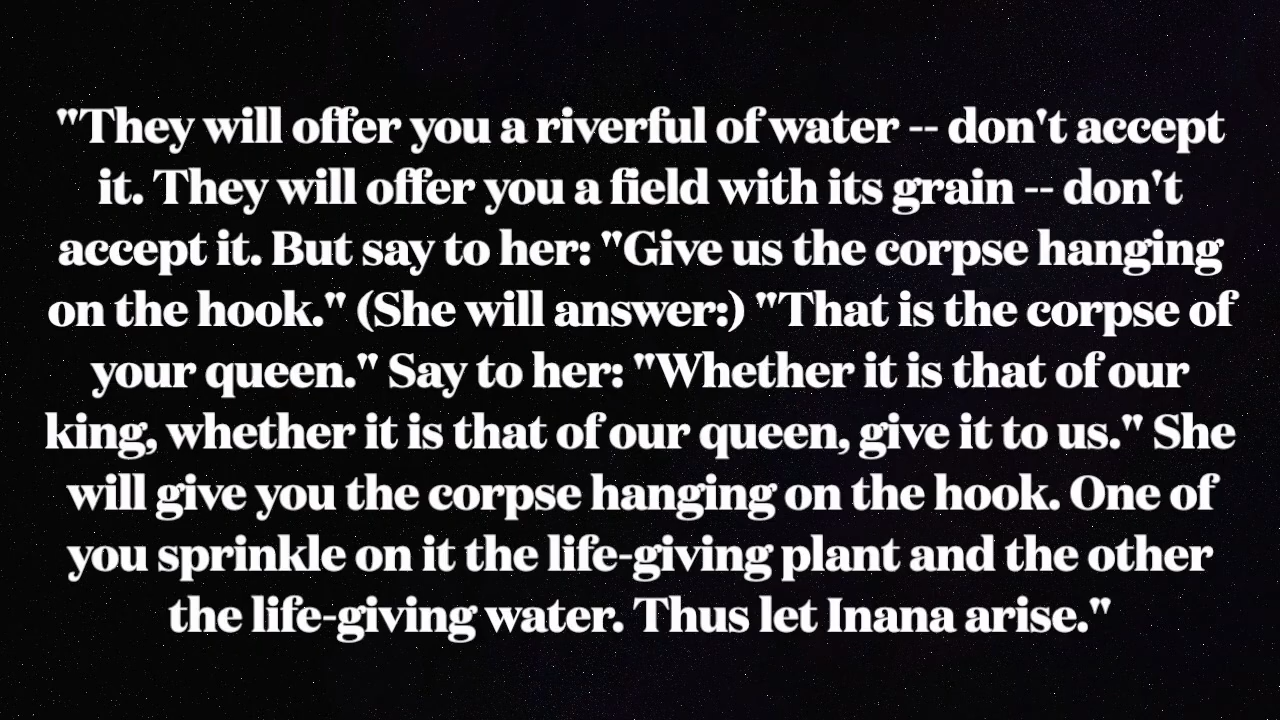 "They will offer you a riverful of water -- don't accept
it. They will offer you a field with its grain -- don't
accept it. But say to her: "Give us the corpse hanging
on the hook." (She will answer:) "That is the corpse of
your queen." Say to her: "Whether it is that of our
king, whether it is that of our queen, give it to us." She
will give you the corpse hanging on the hook. One of
you sprinkle on it the life-giving plant and the other
the life-giving water. Thus let Inana arise."